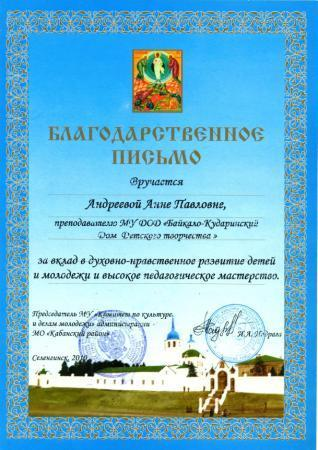 БЛАГОДАРСТВЕННОЕ
ПИСЬМО
Вручается
Андреевой Анне Павловне,
преподавателю МУ ДОД «Байкало-Кударинский
Дом Детского творчества»
за вклад в духовно-нравственное развитие детей
и молодежи и высокое педагогическое мастерство.
Председатель МУ «Комитет по культуре
и делам молодежи» администрации
МО «Кабанский район»
Селенгинск, 2010